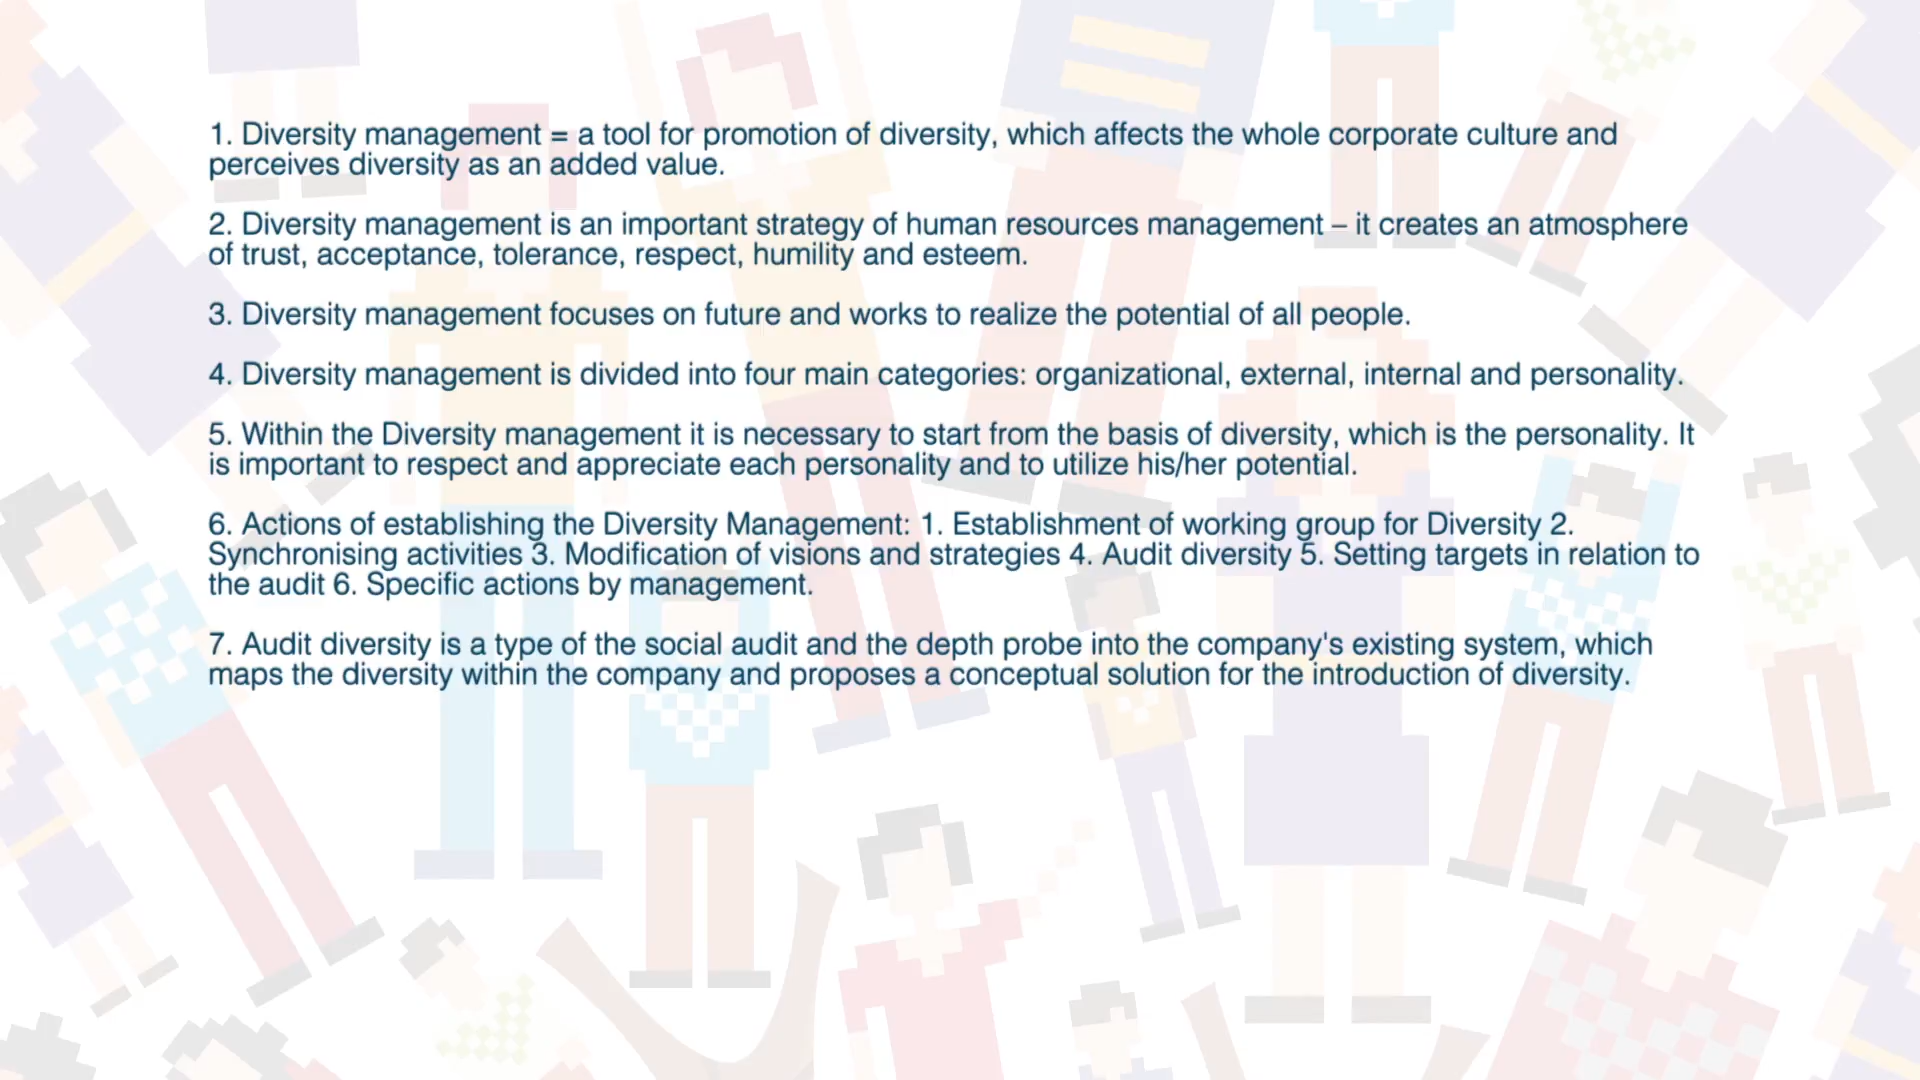 1. Diversity management = a tool for promotion of diversity, which affects the whole corporate culture and
perceives diversity as an added value.
2. Diversity management is an important strategy of human resources management – it creates an atmosphere
of trust, acceptance, tolerance, respect, humility and esteem.
3. Diversity management focuses on future and works to realize the potential of all people.
4. Diversity management is divided into four main categories: organizational, external, internal and personality.
5. Within the Diversity management it is necessary to start from the basis of diversity, which is the personality. It
is important to respect and appreciate each personality and to utilize his/her potential.
6. Actions of establishing the Diversity Management: 1. Establishment of working group for Diversity 2.
Synchronising activities 3. Modification of visions and strategies 4. Audit diversity 5. Setting targets in relation to
the audit 6. Specific actions by management.
7. Audit diversity is a type of the social audit and the depth probe into the company's existing system, which
maps the diversity within the company and proposes a conceptual solution for the introduction of diversity.